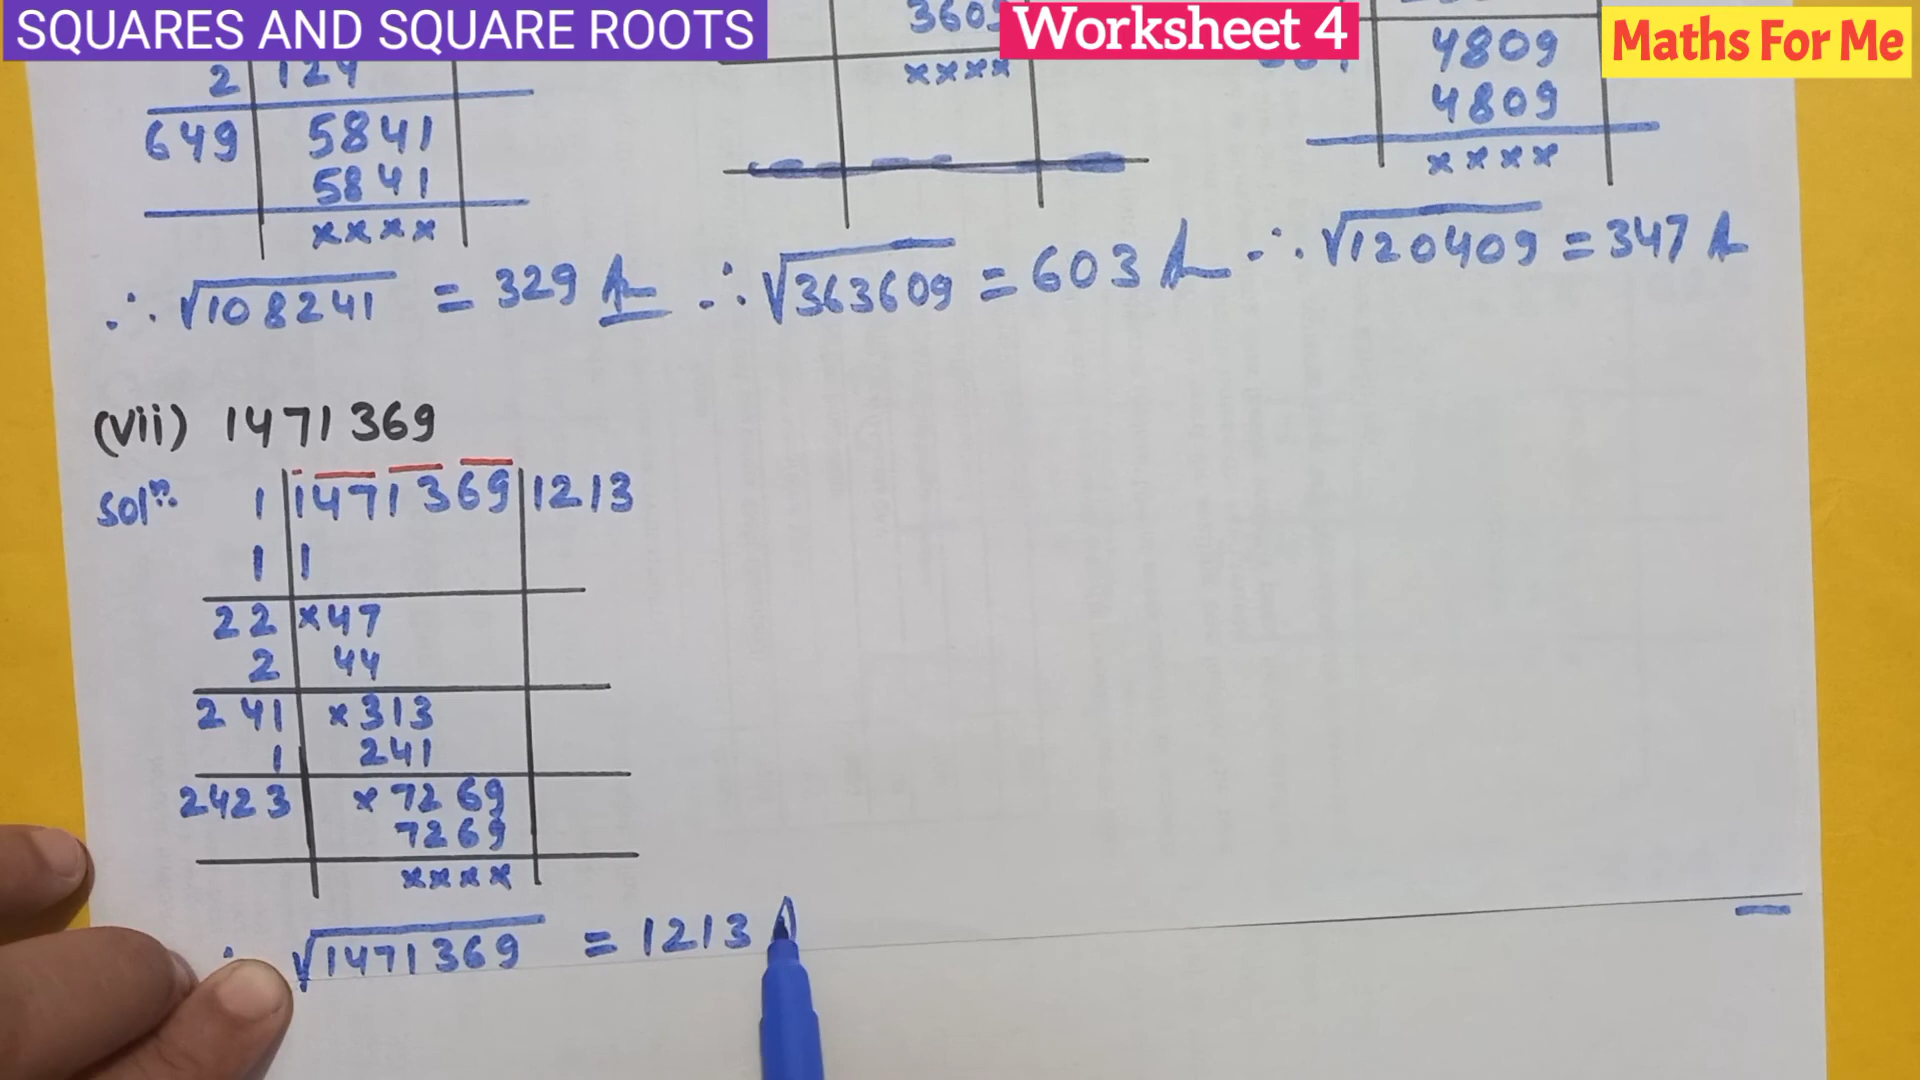 SQUARES AND SQUARE ROOTS
Worksheet 4
Maths For Me
2 124
649 5841
5841
××××
∴ √108241 = 329
3609
××××
∴ √363609 = 603
4809
4809
××××
∴ √120409 = 347
(vii) 1471369
Solⁿ: 1 1471369 1213
1 1
22 ×47
2 44
241 ×313
1 241
2423 ×7269
7269
××××
∴ √1471369 = 1213